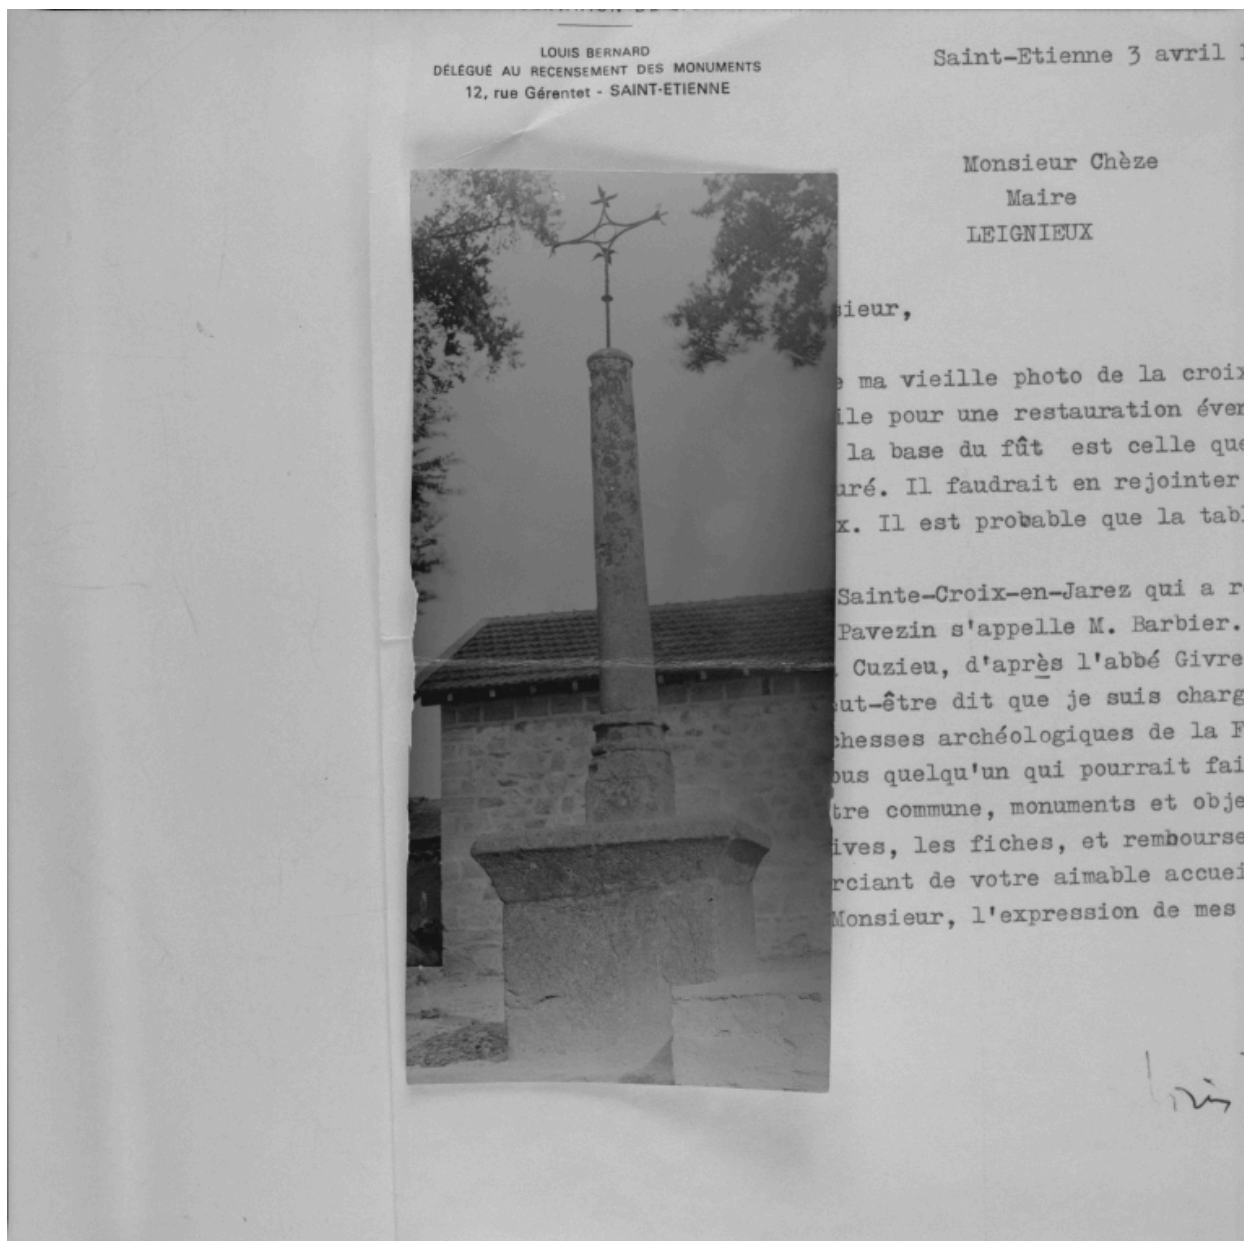 LOUIS BERNARD
DÉLÉGUÉ AU RECENSEMENT DES MONUMENTS
12, rue Gérentet - SAINT-ETIENNE
Saint-Etienne 3 avril
Monsieur Chèze
Maire
LEIGNIEUX
sieur,
ma vieille photo de la croix
ile pour une restauration éven
la base du fût est celle que
uré. Il faudrait en rejointer
x. Il est probable que la tabl
Sainte-Croix-en-Jarez qui a r
Pavezin s'appelle M. Barbier.
Cuzieu, d'après l'abbé Givre
ut-être dit que je suis charg
chesses archéologiques de la F
ous quelqu'un qui pourrait fai
tre commune, monuments et obje
ives, les fiches, et rembourse
rciant de votre aimable accuei
Monsieur, l'expression de mes